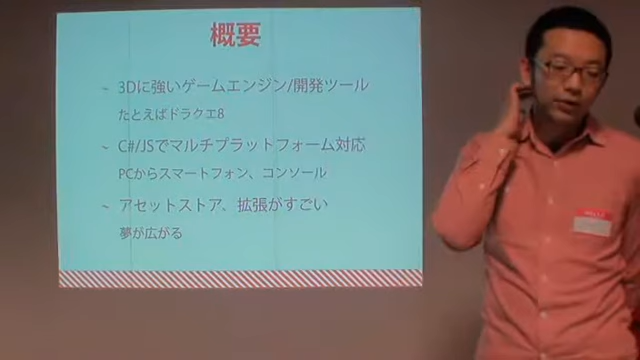 概要
~ 3Dに強いゲームエンジン/開発ツール
たとえばドラクエ8
~ C#/JSでマルチプラットフォーム対応
PCからスマートフォン、コンソール
~ アセットストア、拡張がすごい
夢が広がる
HELLO